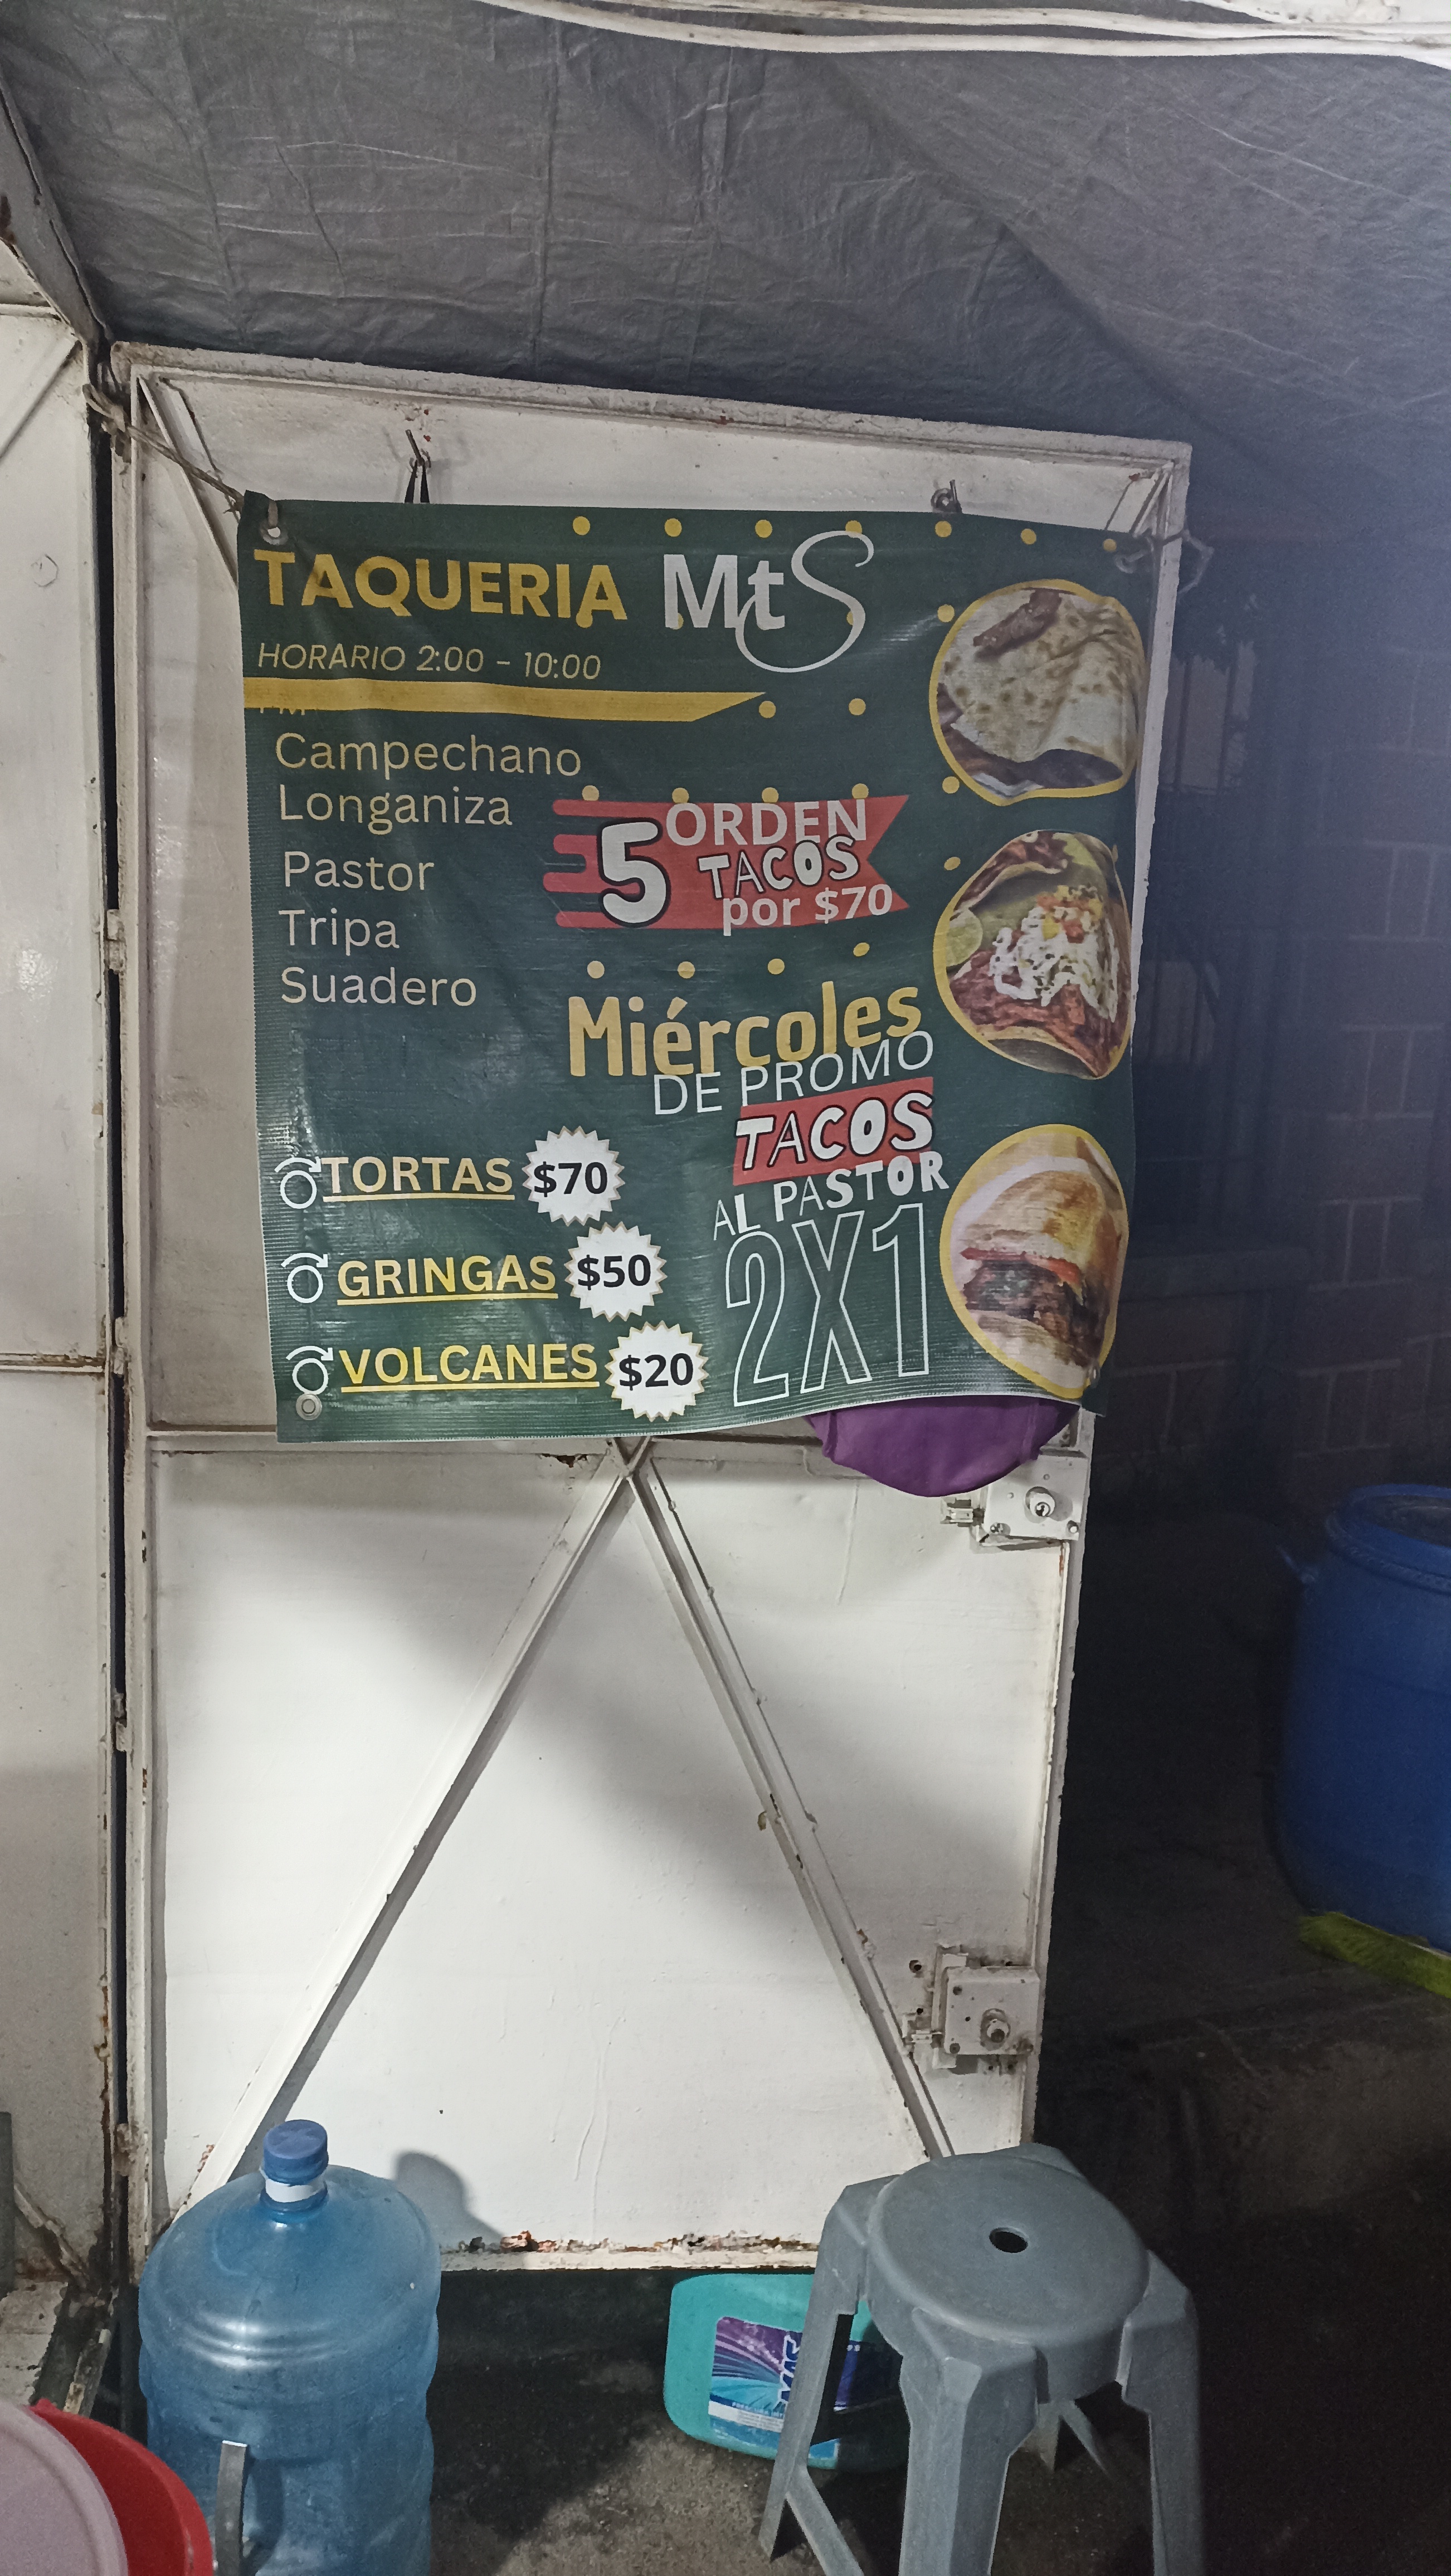 TAQUERIA MtS
HORARIO 2:00 - 10:00
PM
Campechano
Longaniza
Pastor
Tripa
Suadero
5 ORDEN
TACOS
por $70
Miércoles
DE PROMO
TACOS
AL PASTOR
2X1
TORTAS $70
GRINGAS $50
VOLCANES $20